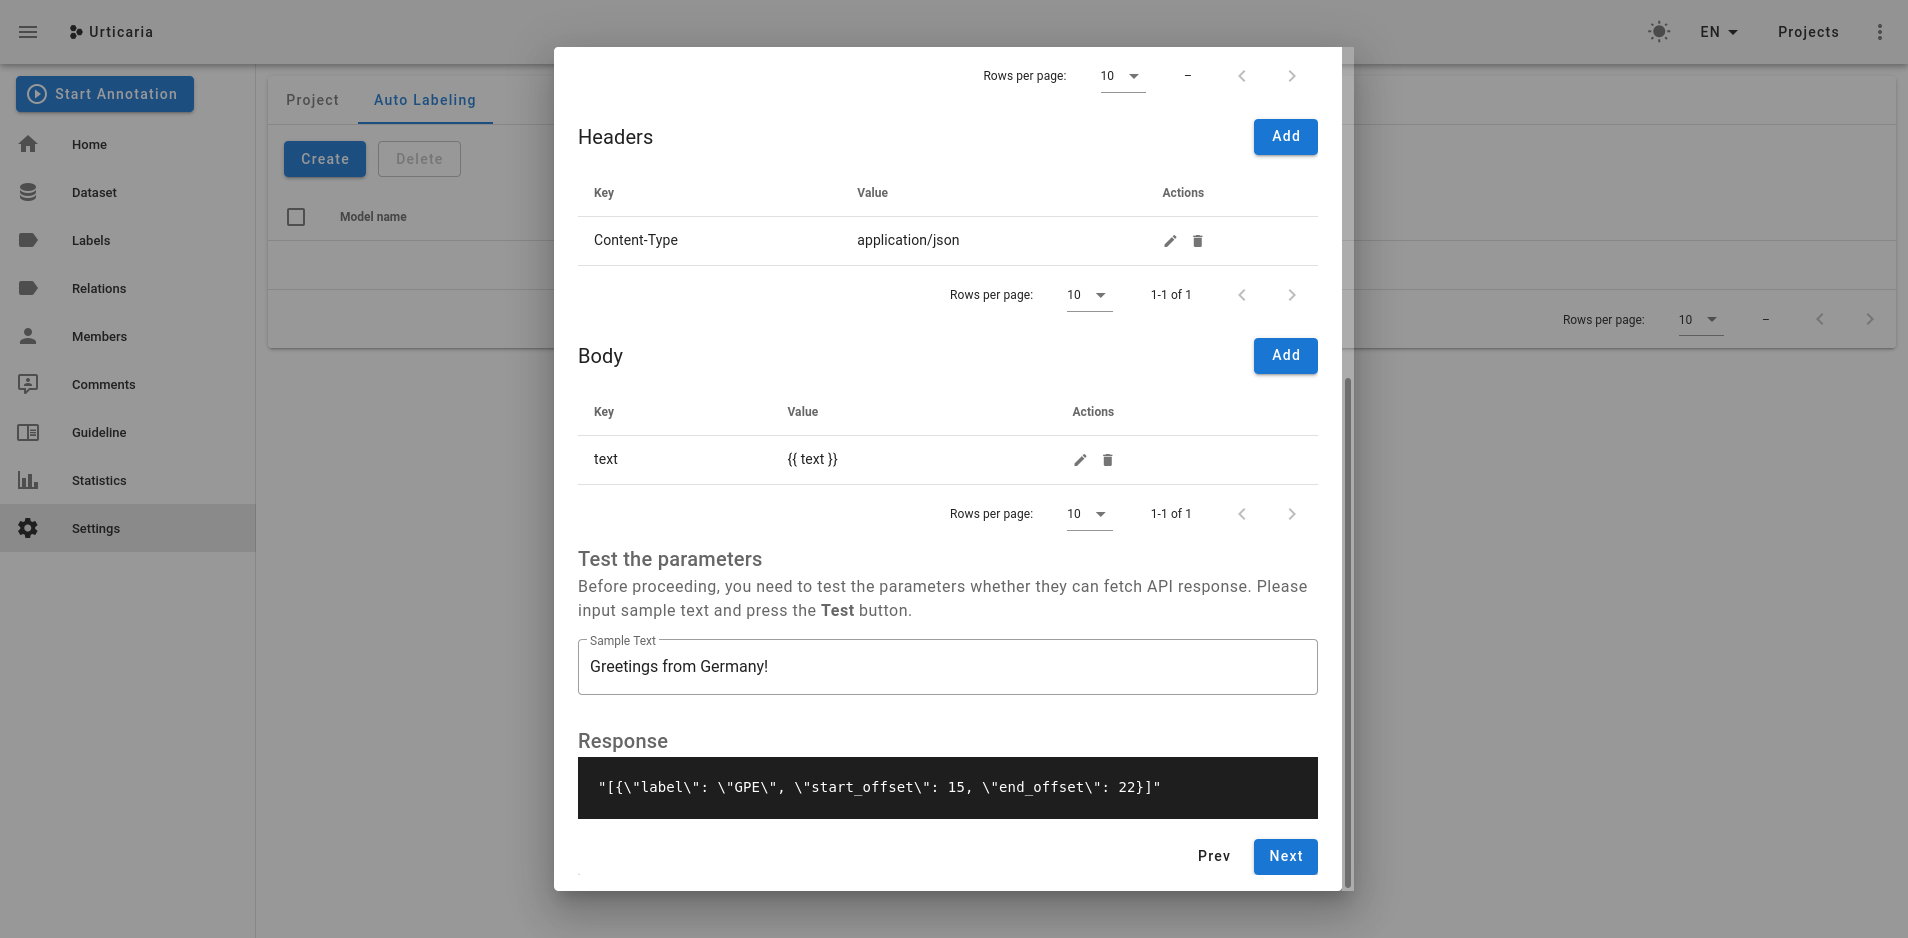 Urticaria
EN
Projects
Start Annotation
Home
Dataset
Labels
Relations
Members
Comments
Guideline
Statistics
Settings
Project
Auto Labeling
Create
Delete
Model name
Rows per page: 10 –
Rows per page: 10 –
Headers
Add
Key Value Actions
Content-Type application/json
Rows per page: 10 1-1 of 1
Body
Add
Key Value Actions
text {{ text }}
Rows per page: 10 1-1 of 1
Test the parameters
Before proceeding, you need to test the parameters whether they can fetch API response. Please
input sample text and press the Test button.
Sample Text
Greetings from Germany!
Response
"[{\"label\": \"GPE\", \"start_offset\": 15, \"end_offset\": 22}]"
Prev
Next